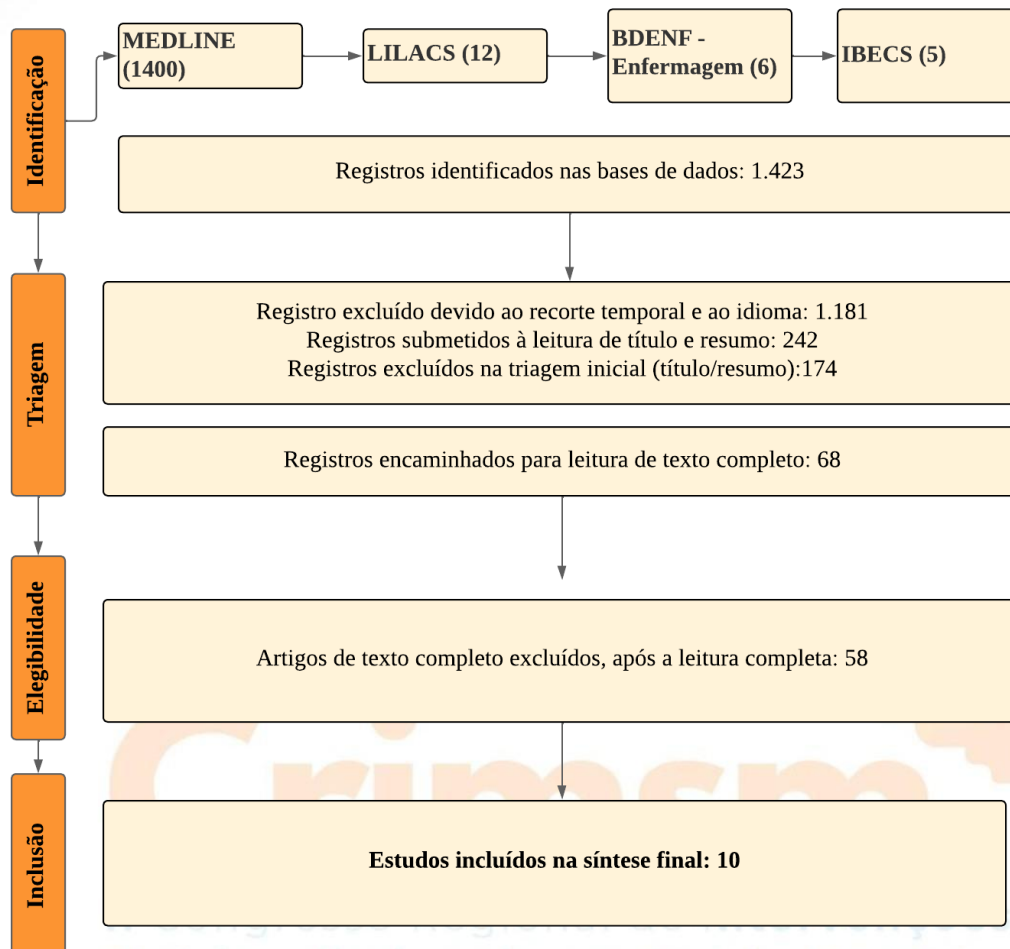 Identificação
MEDLINE
(1400)
LILACS (12)
BDENF -
Enfermagem (6)
IBECS (5)
Registros identificados nas bases de dados: 1.423
Triagem
Registro excluído devido ao recorte temporal e ao idioma: 1.181
Registros submetidos à leitura de título e resumo: 242
Registros excluídos na triagem inicial (título/resumo):174
Registros encaminhados para leitura de texto completo: 68
Elegibilidade
Artigos de texto completo excluídos, após a leitura completa: 58
Crimsm
Inclusão
Estudos incluídos na síntese final: 10